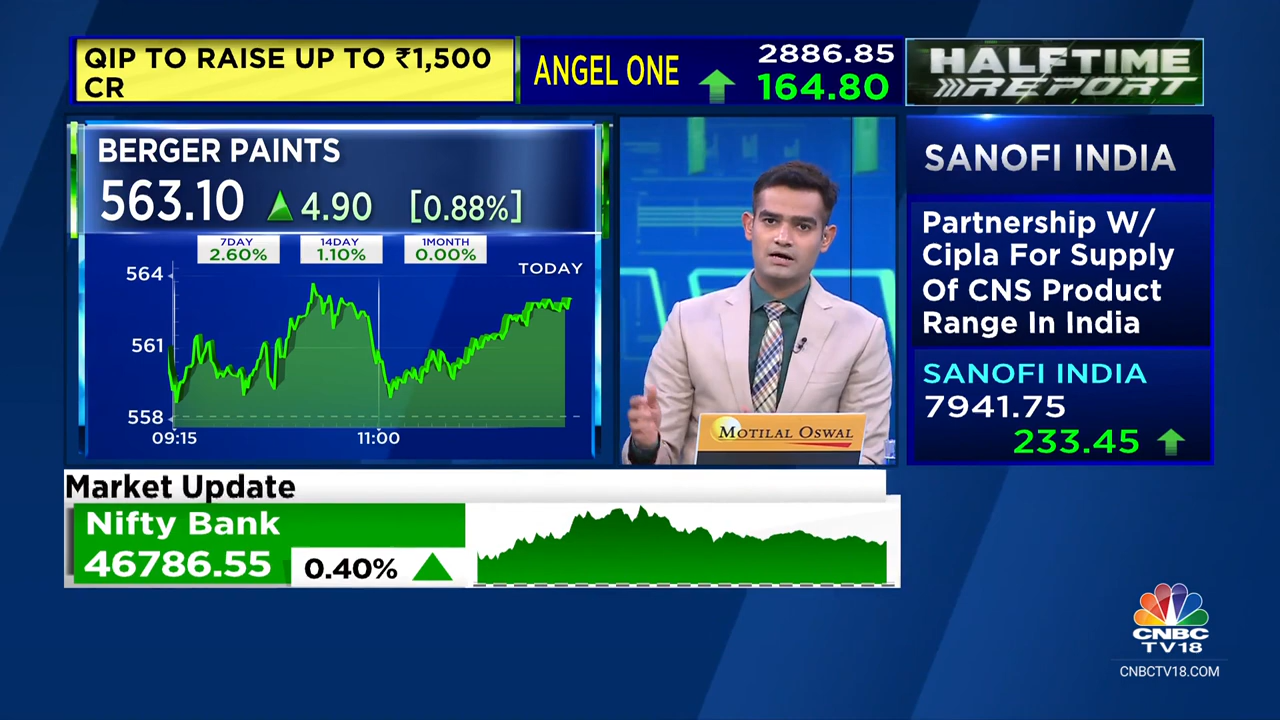 QIP TO RAISE UP TO ₹1,500
CR
ANGEL ONE
2886.85
164.80
HALFTIME
REPORT
BERGER PAINTS
563.10 4.90 [0.88%]
7DAY
2.60%
14DAY
1.10%
1MONTH
0.00%
TODAY
564
561
558
09:15
11:00
MOTILAL OSWAL
SANOFI INDIA
Partnership W/
Cipla For Supply
Of CNS Product
Range In India
SANOFI INDIA
7941.75
233.45
Market Update
Nifty Bank
46786.55
0.40%
CNBC
TV18
CNBCTV18.COM